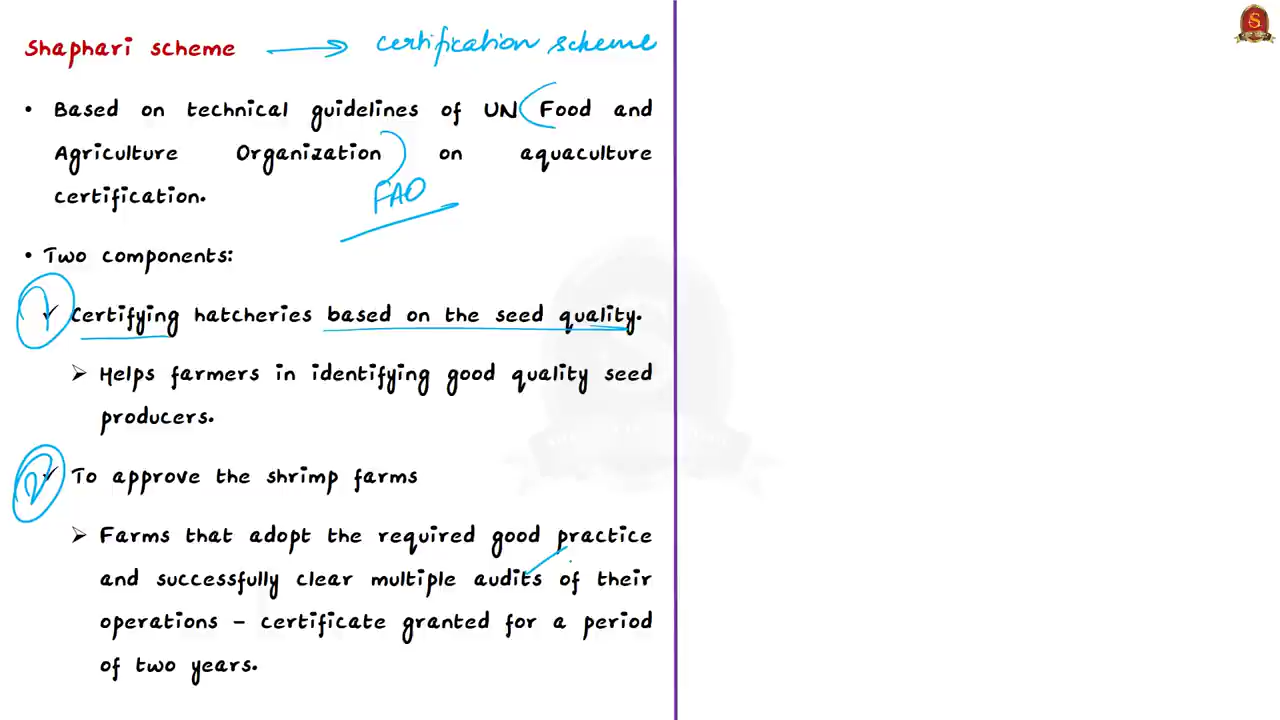 Shaphari scheme → certification scheme
• Based on technical guidelines of UN Food and
Agriculture Organization on aquaculture
FAO
certification.
• Two components:
1 ✓ Certifying hatcheries based on the seed quality.
➢ Helps farmers in identifying good quality seed
producers.
2 ✓ To approve the shrimp farms
➢ Farms that adopt the required good practice
and successfully clear multiple audits of their
operations – certificate granted for a period
of two years.